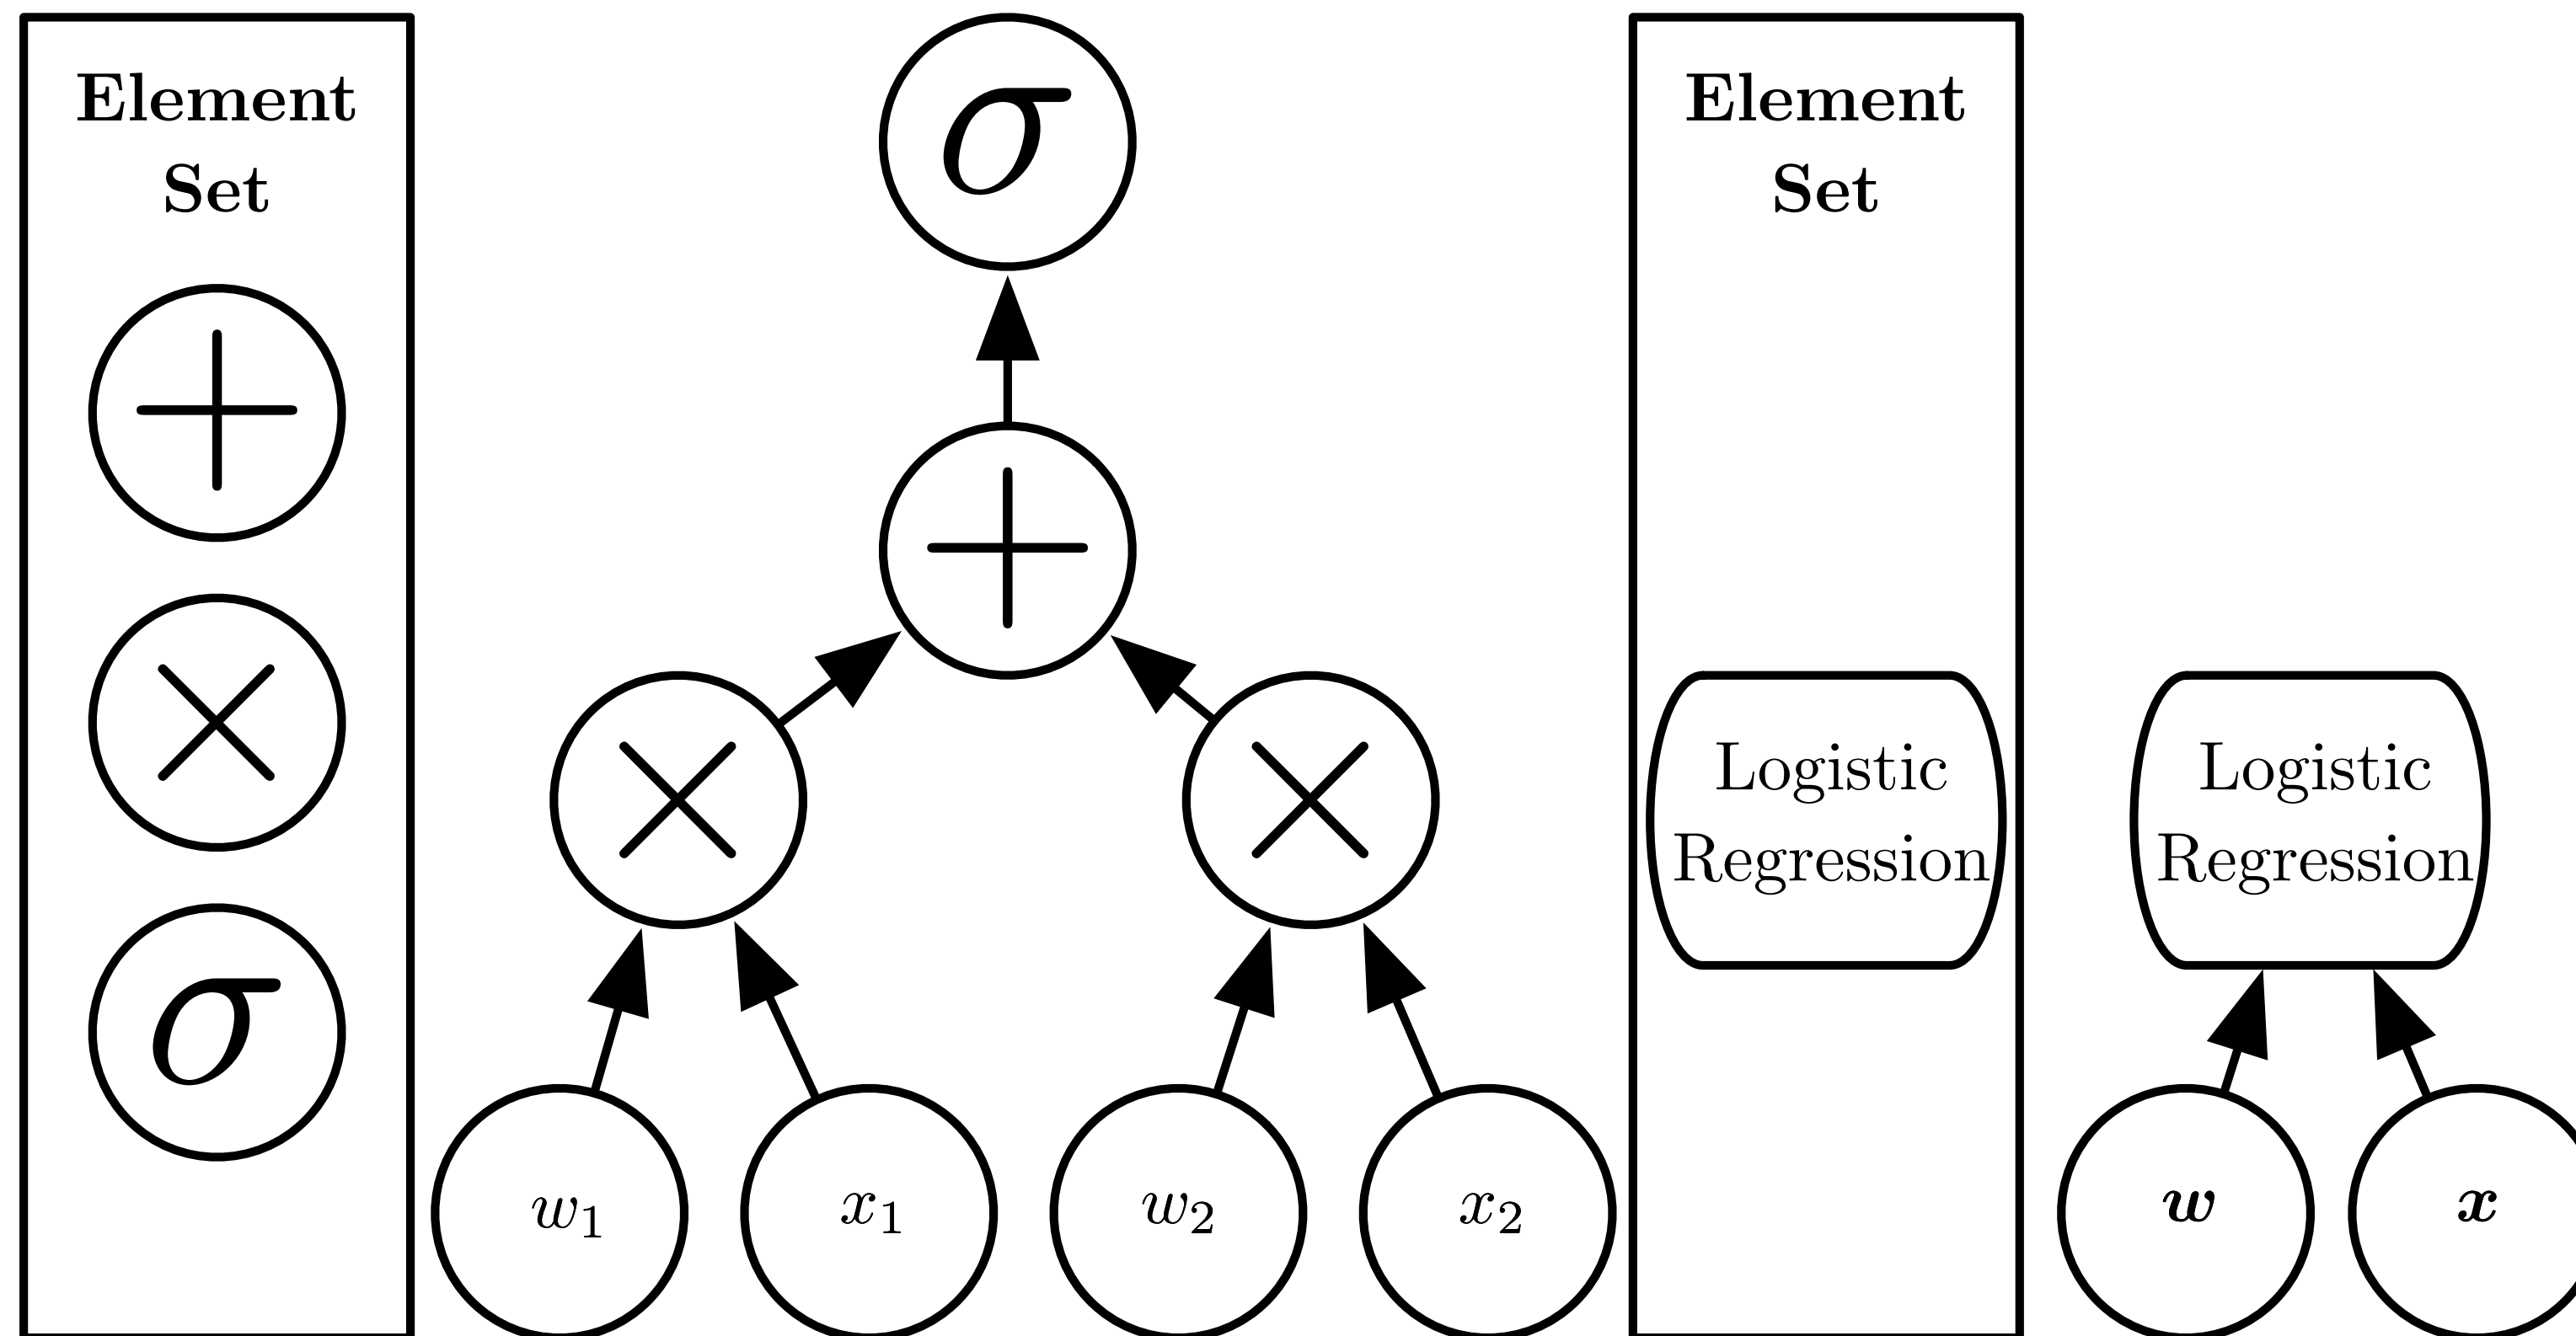 Element
Set
+
×
σ
σ
+
× ×
w₁ x₁ w₂ x₂
Element
Set
Logistic
Regression
Logistic
Regression
w x